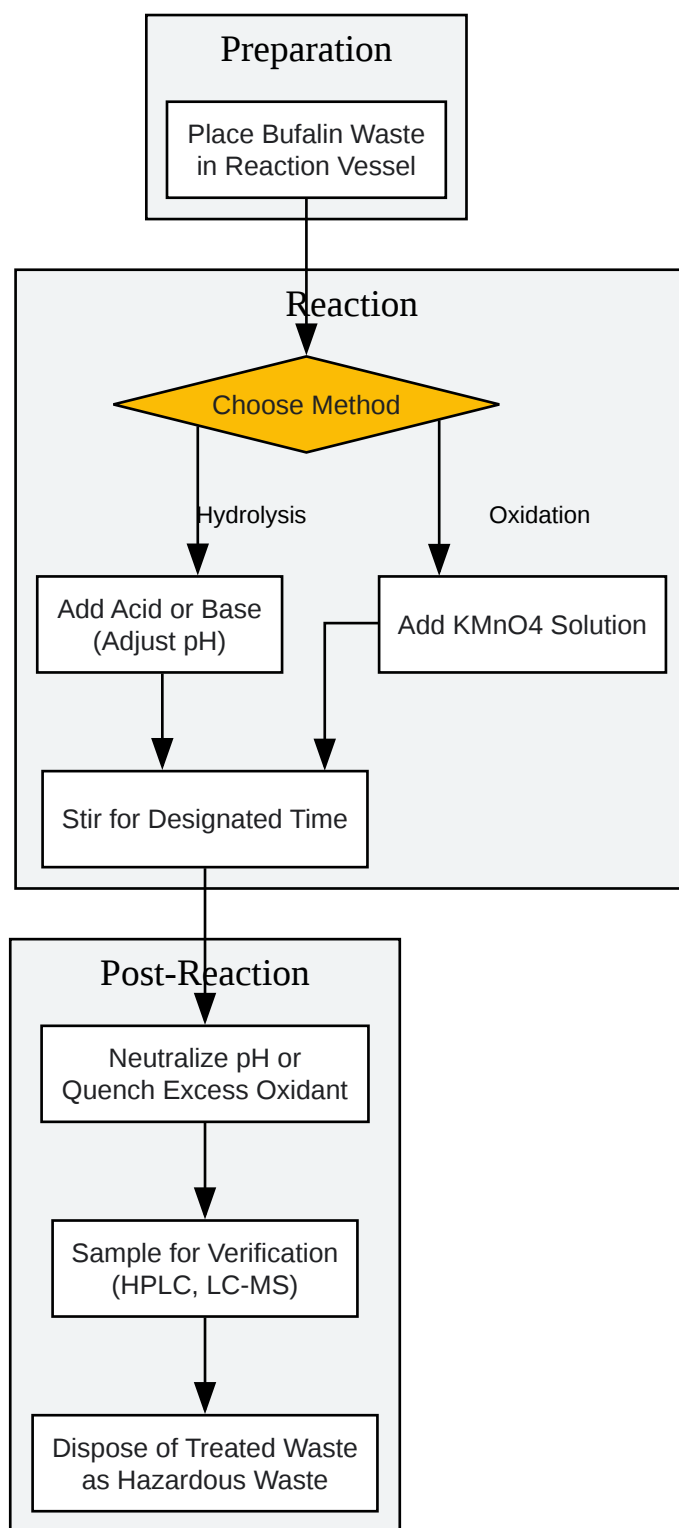 Preparation
Place Bufalin Waste
in Reaction Vessel
Reaction
Choose Method
Hydrolysis
Oxidation
Add Acid or Base
(Adjust pH)
Add KMnO4 Solution
Stir for Designated Time
Post-Reaction
Neutralize pH or
Quench Excess Oxidant
Sample for Verification
(HPLC, LC-MS)
Dispose of Treated Waste
as Hazardous Waste